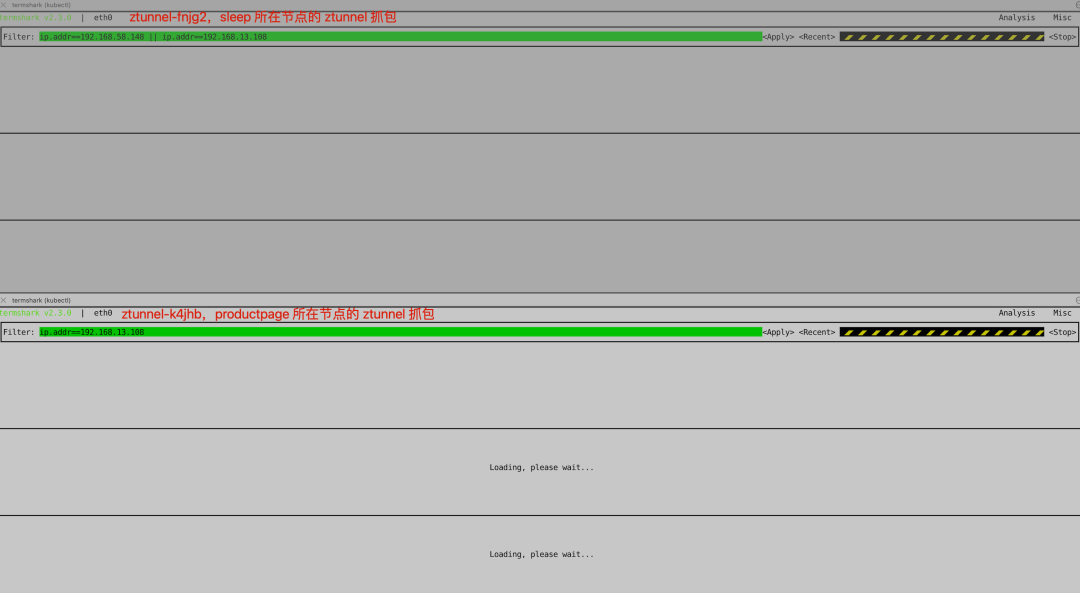 termshark (kubectl)
termshark v2.3.0 | eth0 ztunnel-fnjg2，sleep 所在节点的 ztunnel 抓包 Analysis Misc
Filter: ip.addr==192.168.58.148 || ip.addr==192.168.13.108 <Apply> <Recent> <Stop>
termshark (kubectl)
termshark v2.3.0 | eth0 ztunnel-k4jhb，productpage 所在节点的 ztunnel 抓包 Analysis Misc
Filter: ip.addr==192.168.13.108 <Apply> <Recent> <Stop>
Loading, please wait...
Loading, please wait...